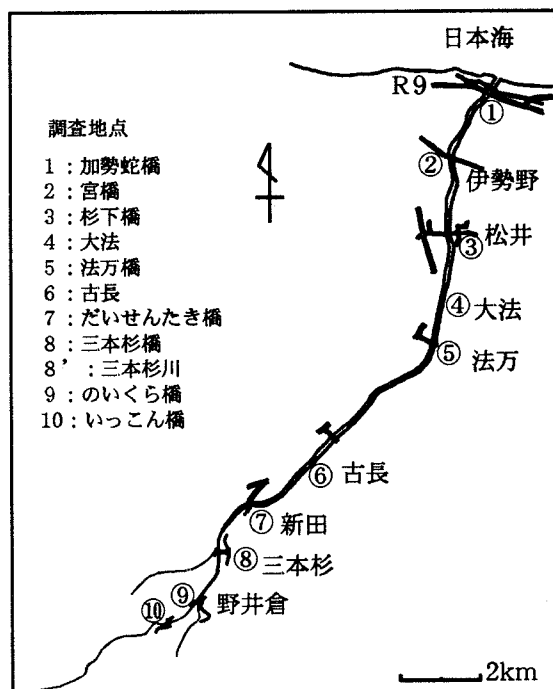 日本海
R9
①
調査地点
1：加勢蛇橋
2：宮橋
3：杉下橋
4：大法
5：法万橋
6：古長
7：だいせんたき橋
8：三本杉橋
8'：三本杉川
9：のいくら橋
10：いっこん橋
②
伊勢野
③
松井
④
大法
⑤
法万
⑥
古長
⑦
新田
⑧
三本杉
⑨
野井倉
⑩
2km